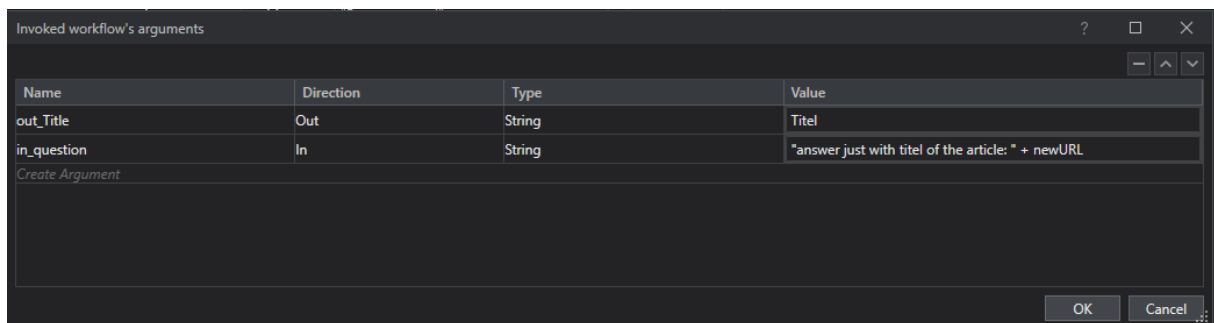 Invoked workflow's arguments
?
Name Direction Type Value
out_Title Out String Titel
in_question In String "answer just with titel of the article: " + newURL
Create Argument
OK Cancel